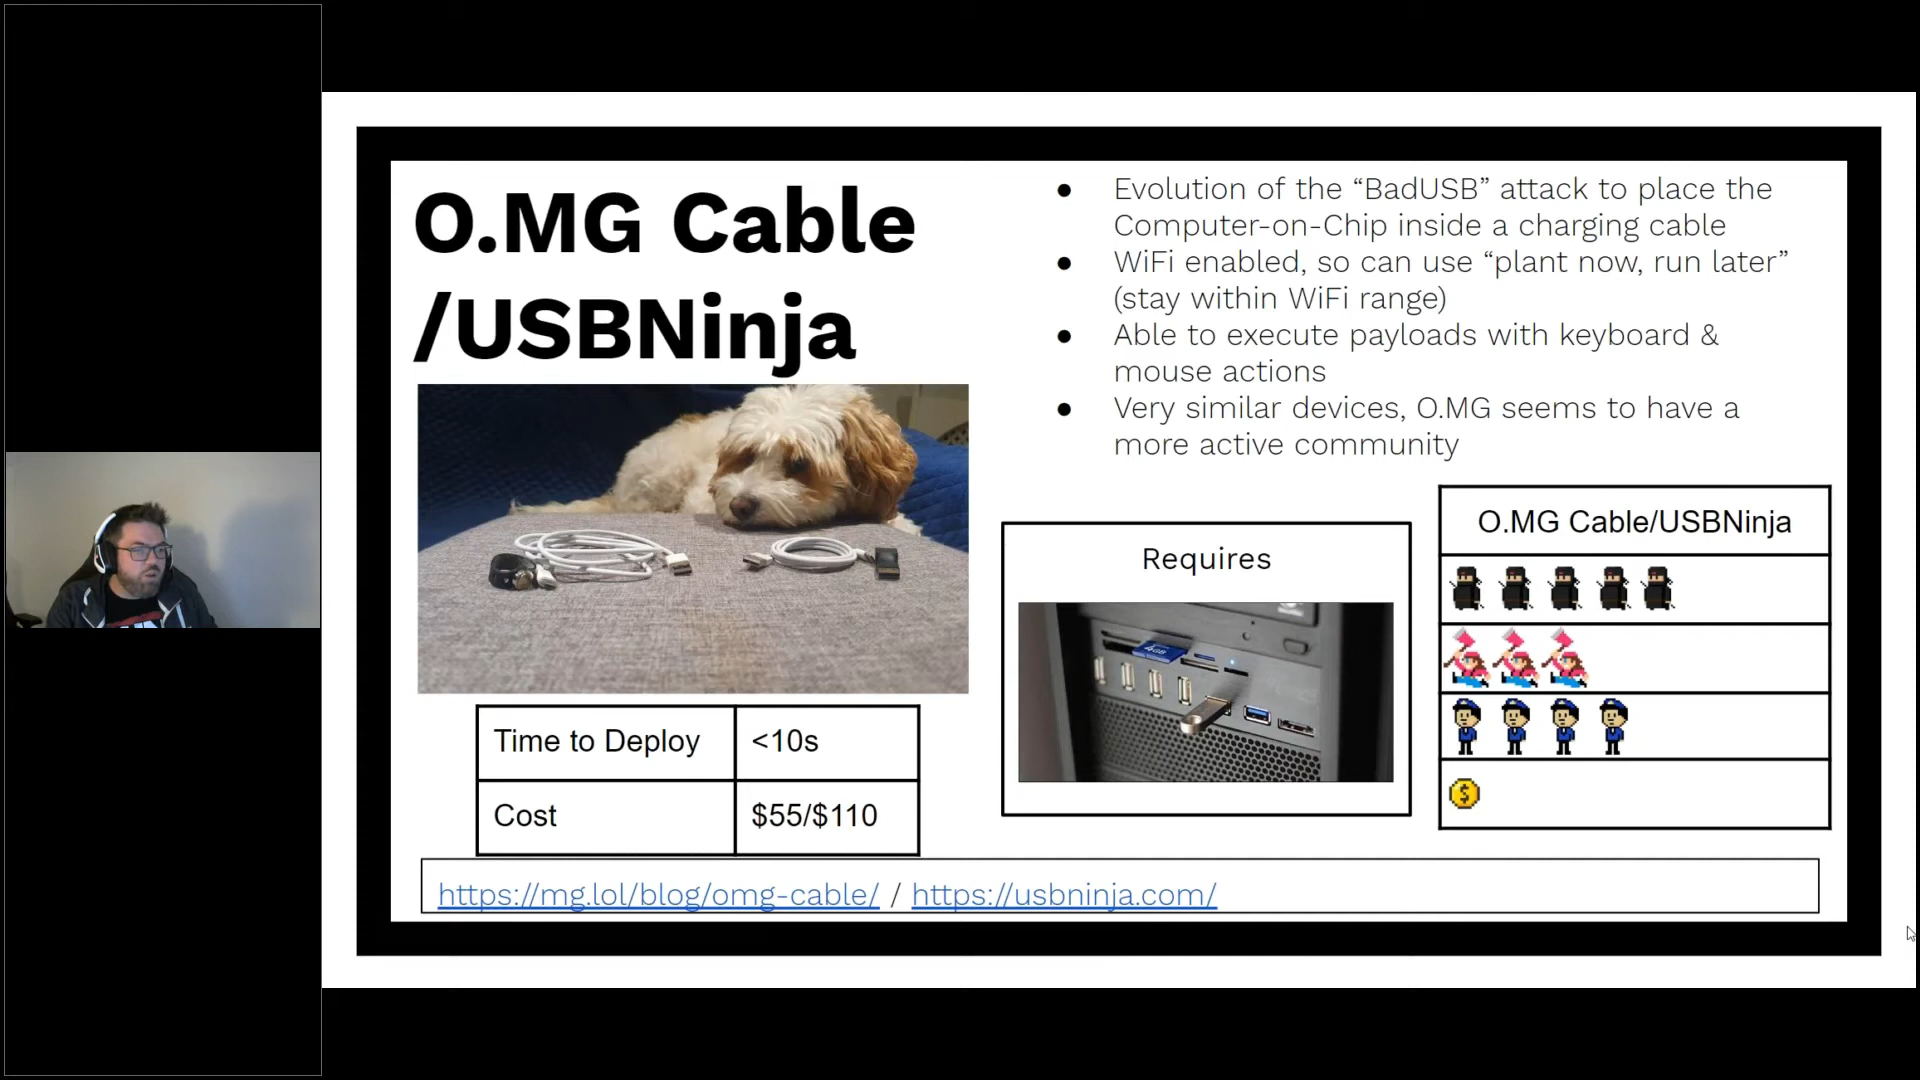 O.MG Cable
/USBNinja
● Evolution of the “BadUSB” attack to place the
Computer-on-Chip inside a charging cable
● WiFi enabled, so can use “plant now, run later”
(stay within WiFi range)
● Able to execute payloads with keyboard &
mouse actions
● Very similar devices, O.MG seems to have a
more active community
Requires
4GB
O.MG Cable/USBNinja
Time to Deploy <10s
Cost $55/$110
https://mg.lol/blog/omg-cable/ / https://usbninja.com/